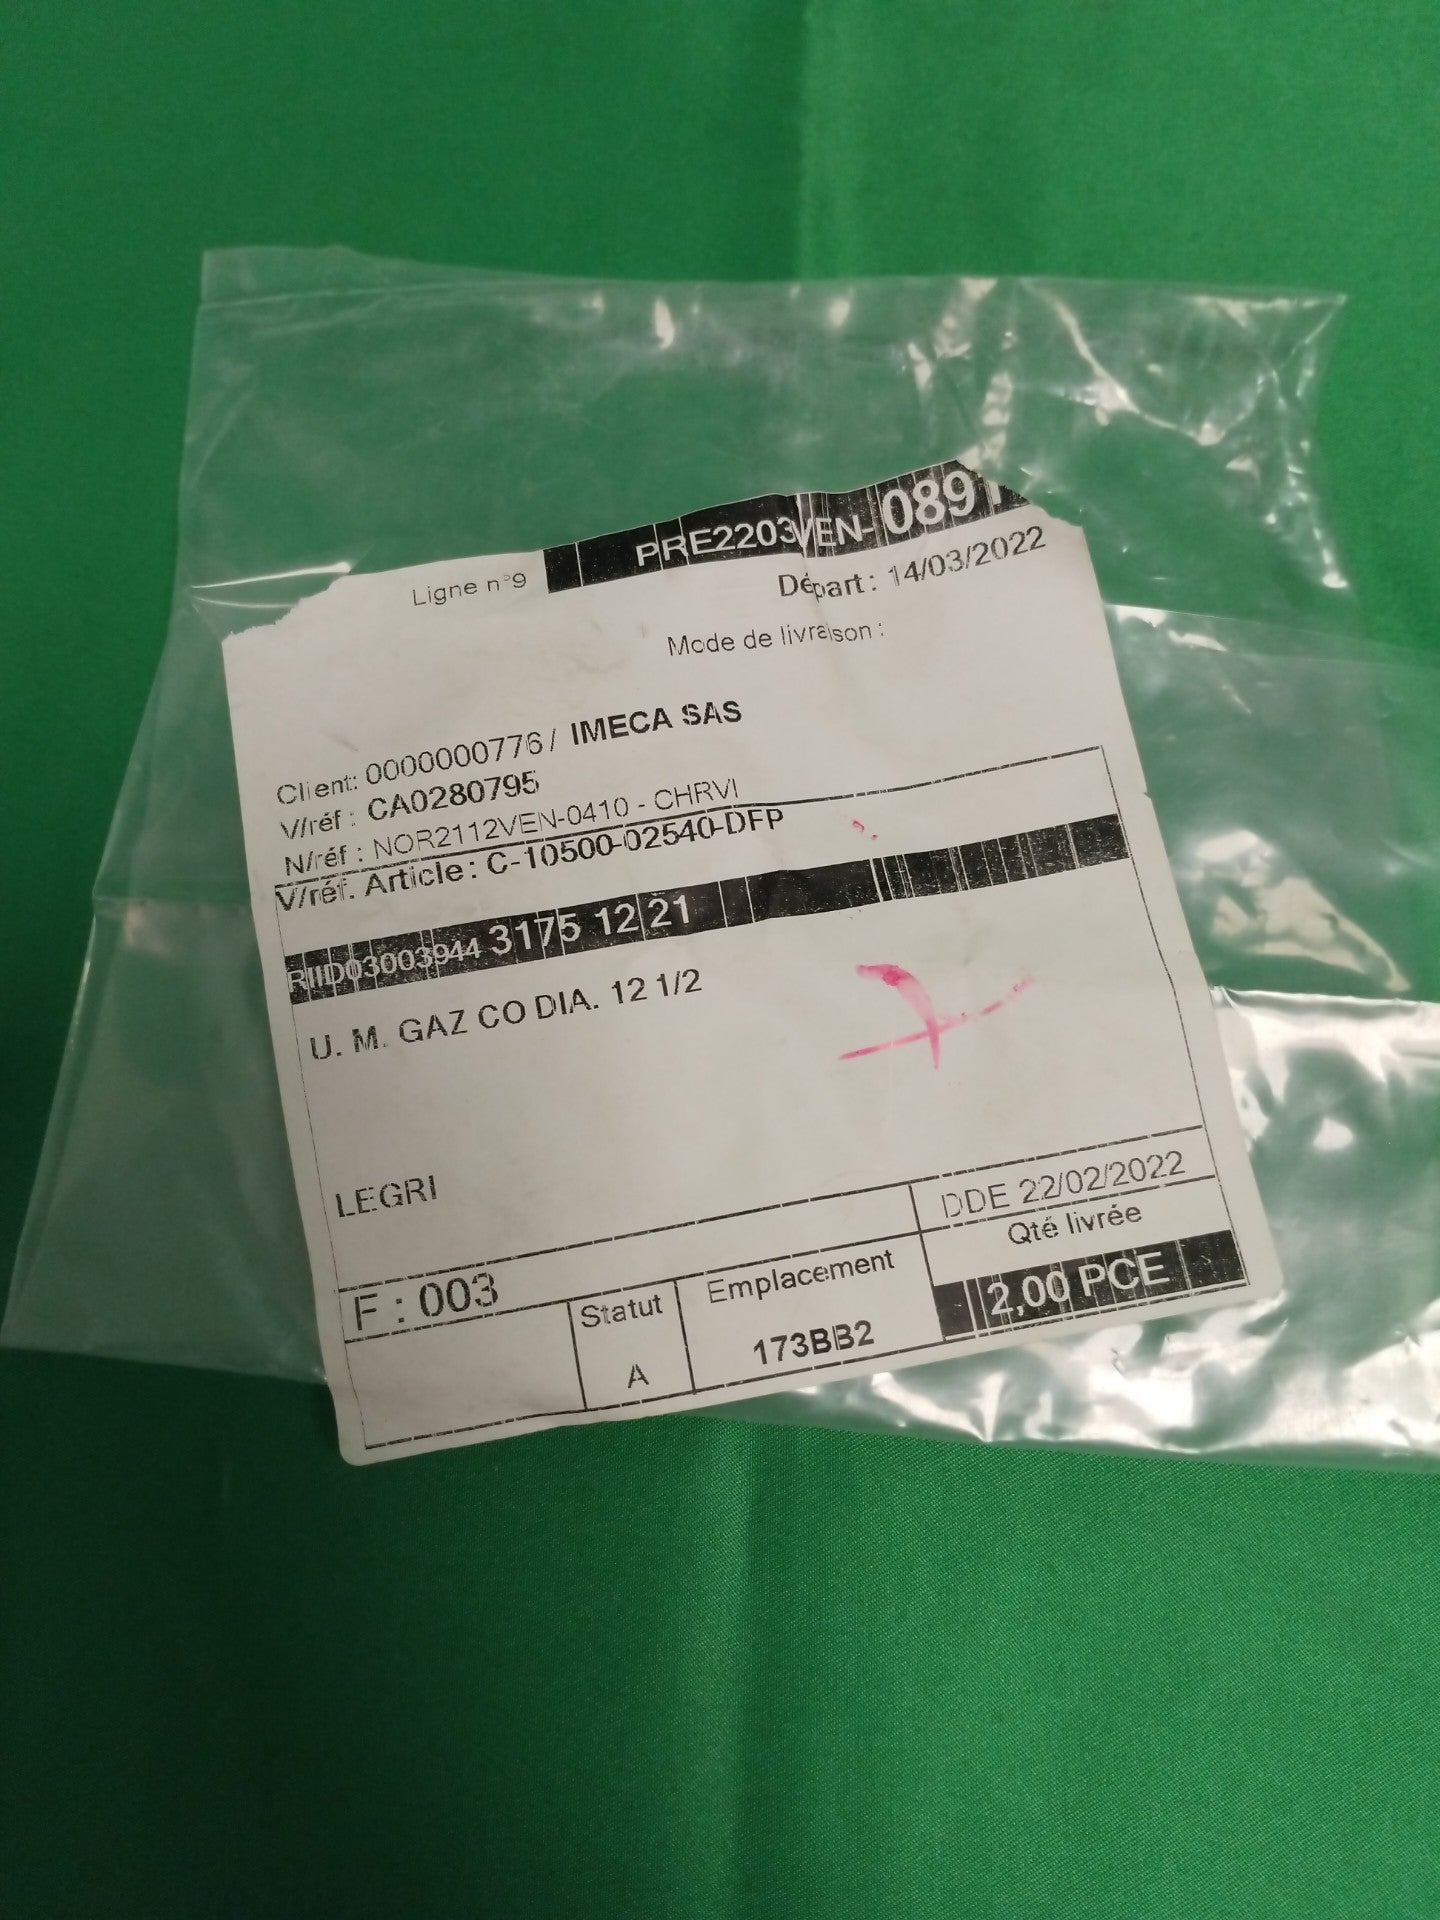 Ligne n°9 PRE2203VEN-0891
Départ : 14/03/2022
Mode de livraison :
Client: 0000000776 / IMECA SAS
V/réf : CA0280795
N/réf : NOR2112VEN-0410 - CHRVI
V/réf. Article : C-10500-02540-DFP
3175 12 21
U. M. GAZ CO DIA. 12 1/2
LEGRI
DDE 22/02/2022
F : 003
Statut
Emplacement
Qté livrée
A
173BB2
2,00 PCE